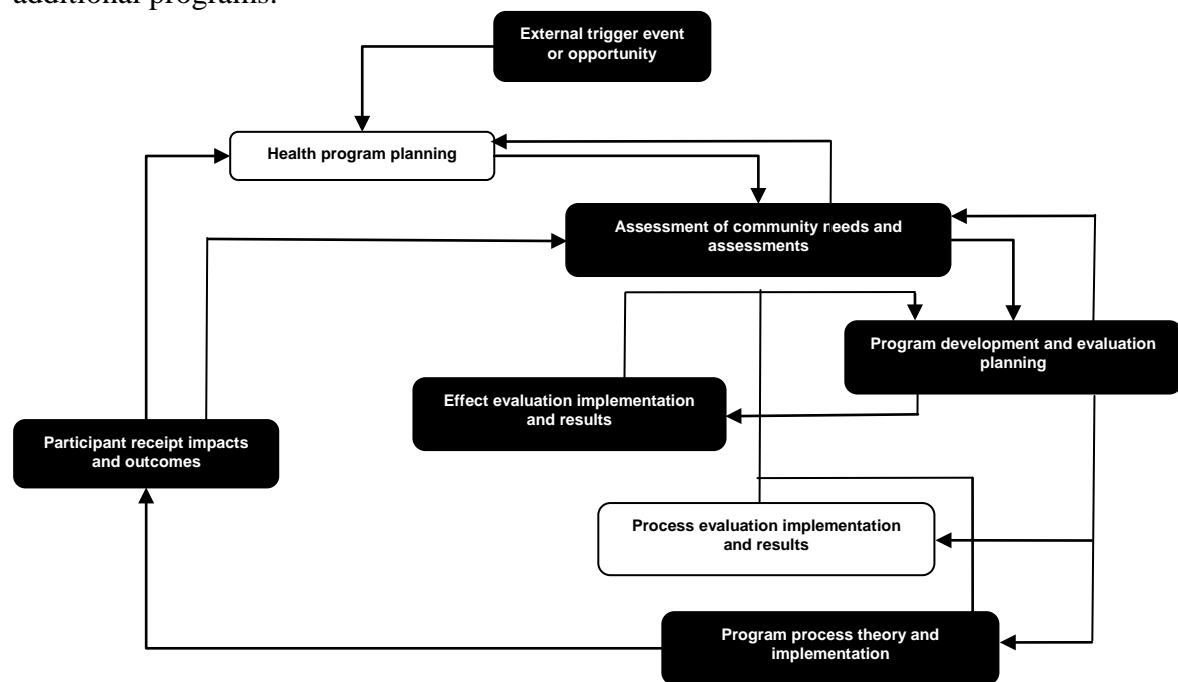 additional programs.
External trigger event
or opportunity
Health program planning
Assessment of community needs and
assessments
Program development and evaluation
planning
Effect evaluation implementation
and results
Participant receipt impacts
and outcomes
Process evaluation implementation
and results
Program process theory and
implementation